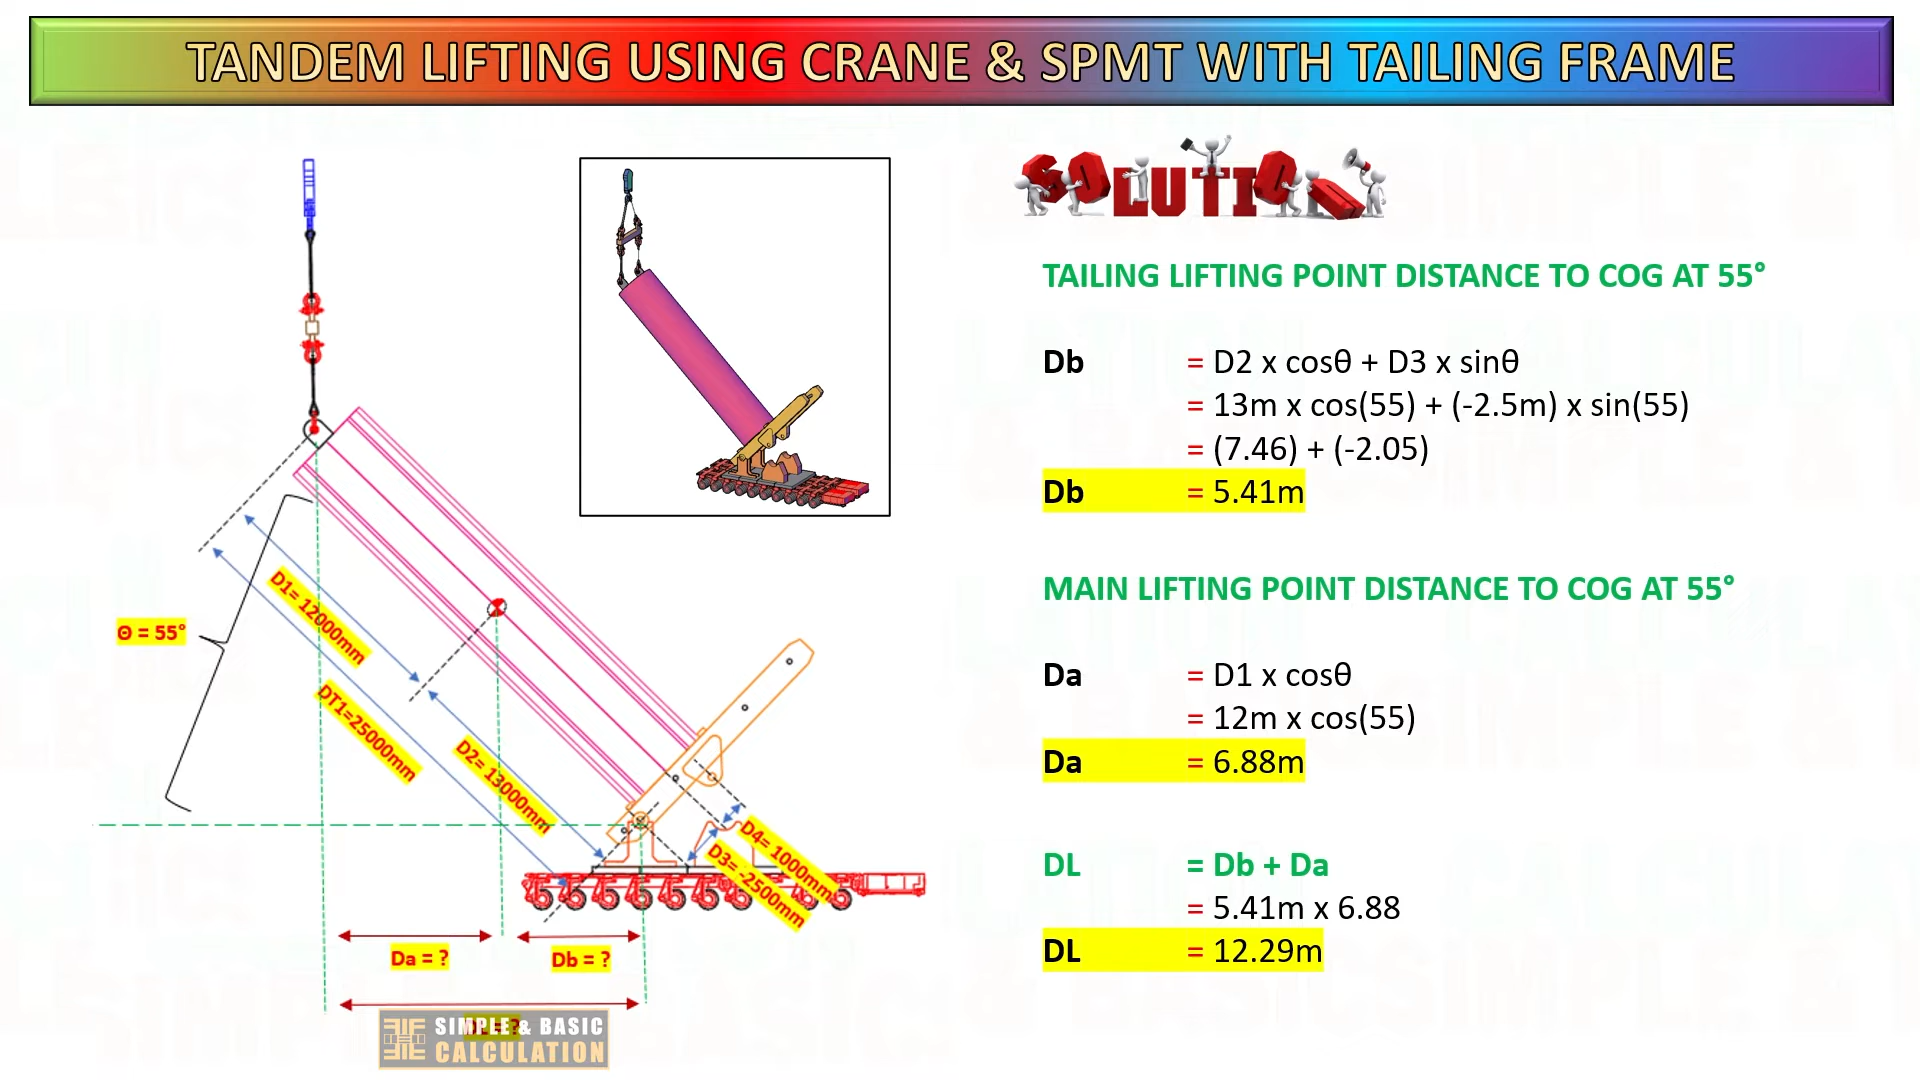 TANDEM LIFTING USING CRANE & SPMT WITH TAILING FRAME
SOLUTION
TAILING LIFTING POINT DISTANCE TO COG AT 55°
Db = D2 x cosθ + D3 x sinθ
= 13m x cos(55) + (-2.5m) x sin(55)
= (7.46) + (-2.05)
Db = 5.41m
MAIN LIFTING POINT DISTANCE TO COG AT 55°
Da = D1 x cosθ
= 12m x cos(55)
Da = 6.88m
DL = Db + Da
= 5.41m x 6.88
DL = 12.29m
Θ = 55°
D1= 12000mm
DT1=25000mm
D2= 13000mm
D4= 1000mm
D3= -2500mm
Da = ?
Db = ?
SIMPLE & BASIC
CALCULATION